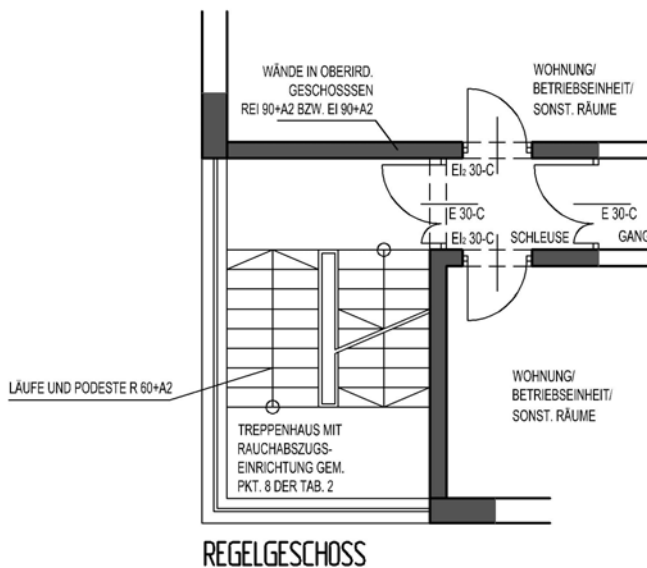 WÄNDE IN OBERIRD.
GESCHOSSSEN
REI 90+A2 BZW. EI 90+A2
WOHNUNG/
BETRIEBSEINHEIT/
SONST. RÄUME
EI₂ 30-C
E 30-C
EI₂ 30-C
SCHLEUSE
E 30-C
GANG
LÄUFE UND PODESTE R 60+A2
WOHNUNG/
BETRIEBSEINHEIT/
SONST. RÄUME
TREPPENHAUS MIT
RAUCHABZUGS-
EINRICHTUNG GEM.
PKT. 8 DER TAB. 2
REGELGESCHOSS